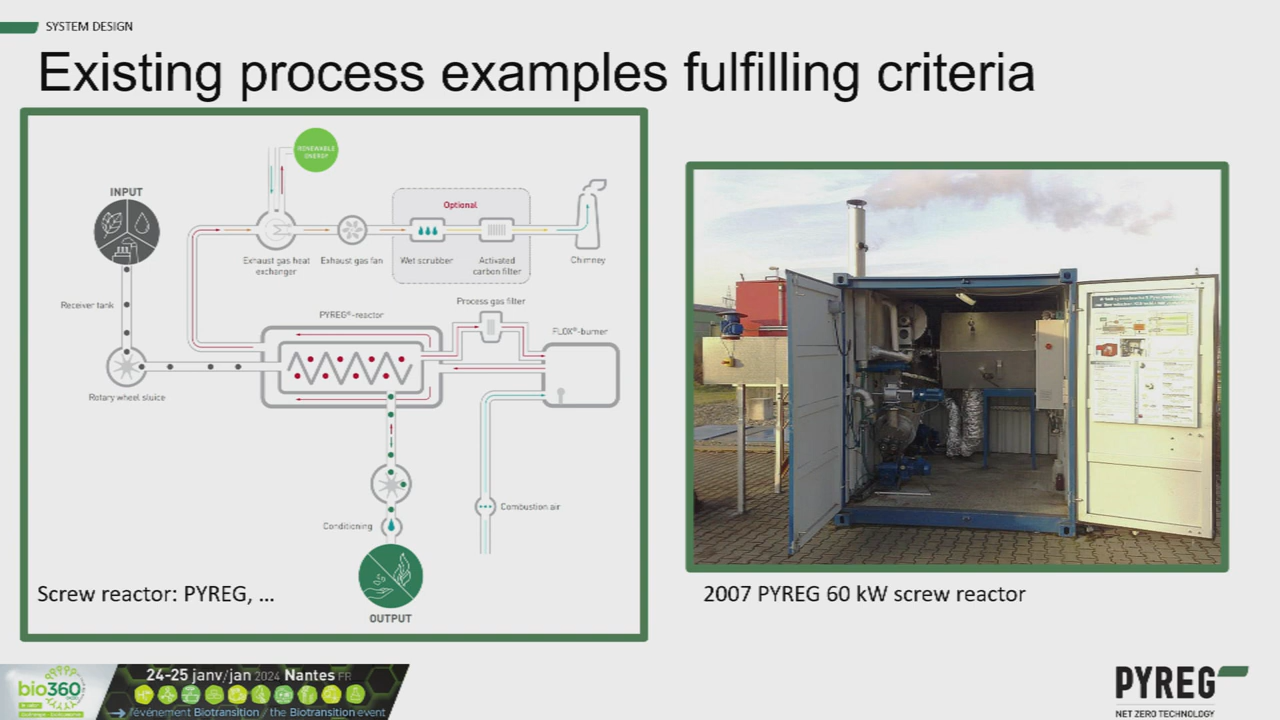 SYSTEM DESIGN
Existing process examples fulfilling criteria
RENEWABLE
ENERGY
INPUT
Optional
Exhaust gas heat
exchanger
Exhaust gas fan
Wet scrubber
Activated
carbon filter
Chimney
Receiver tank
Process gas filter
PYREG®-reactor
FLOX®-burner
Rotary wheel sluice
Combustion air
Conditioning
OUTPUT
Screw reactor: PYREG, ...
2007 PYREG 60 kW screw reactor
bio360
24-25 janv/jan 2024 Nantes FR
l'événement Biotransition / the Biotransition event
PYREG
NET ZERO TECHNOLOGY